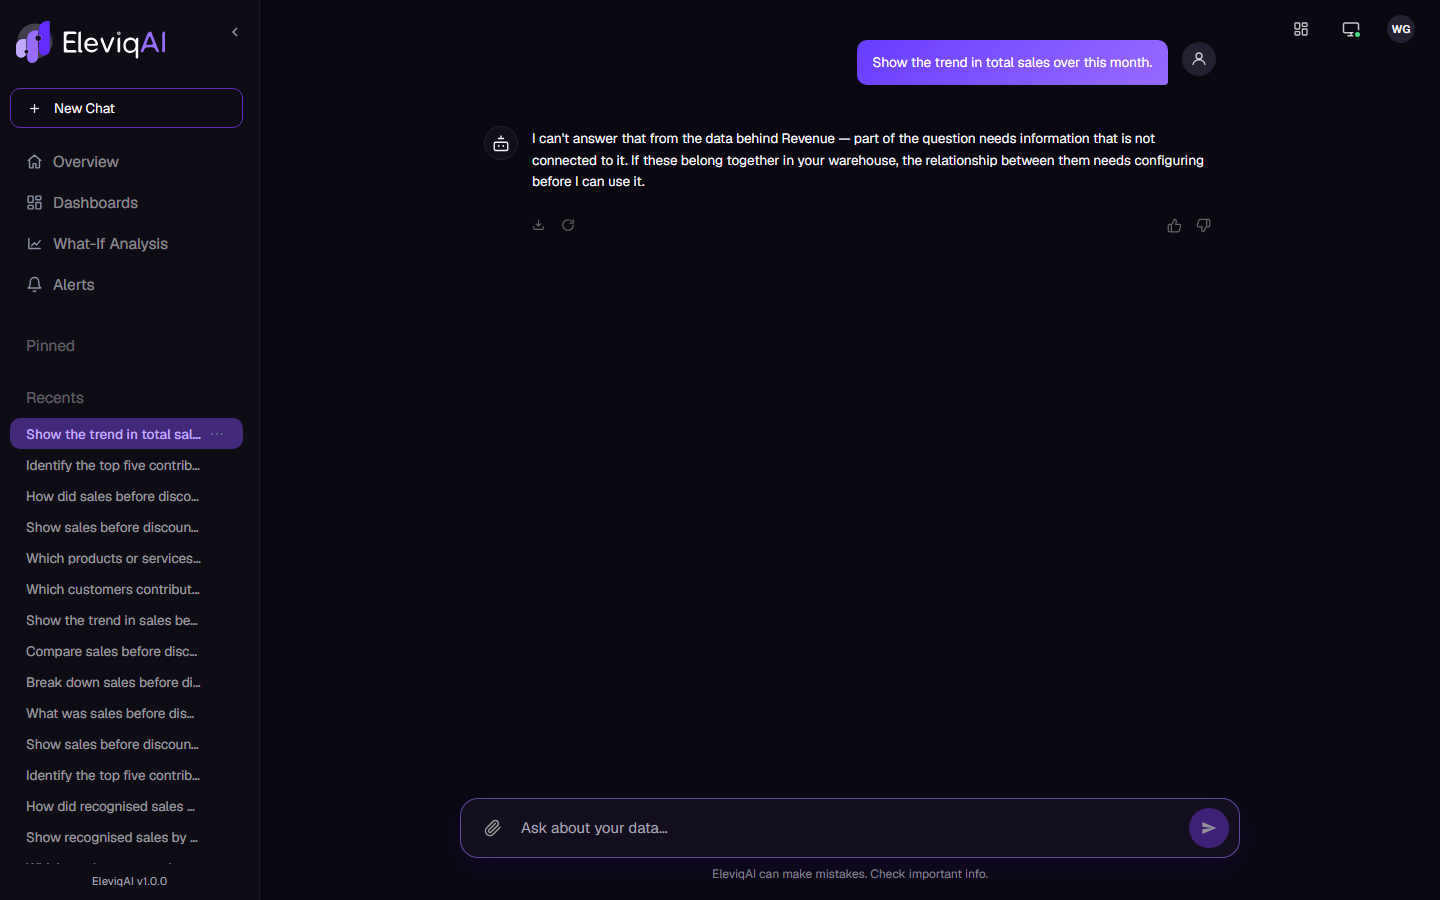 EleviqAI
New Chat
Overview
Dashboards
What-If Analysis
Alerts
Pinned
Recents
Show the trend in total sal...
Identify the top five contrib...
How did sales before disco...
Show sales before discoun...
Which products or services...
Which customers contribut...
Show the trend in sales be...
Compare sales before disc...
Break down sales before di...
What was sales before dis...
Show sales before discoun...
Identify the top five contrib...
How did recognised sales ...
Show recognised sales by ...
EleviqAI v1.0.0
WG
Show the trend in total sales over this month.
I can't answer that from the data behind Revenue — part of the question needs information that is not
connected to it. If these belong together in your warehouse, the relationship between them needs configuring
before I can use it.
Ask about your data...
EleviqAI can make mistakes. Check important info.